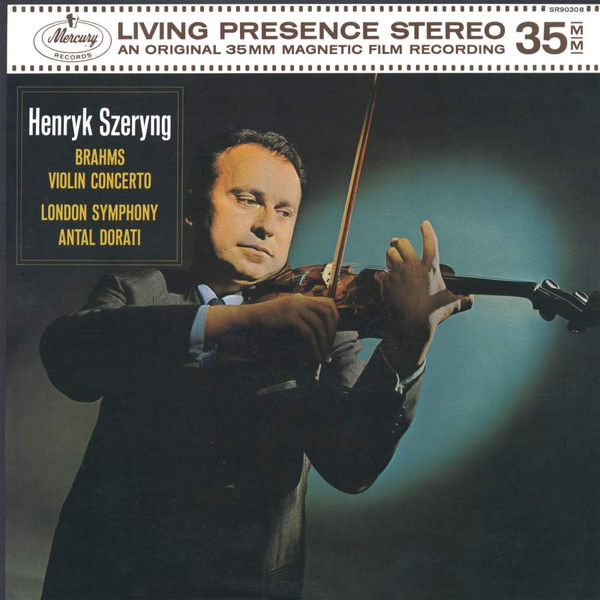 SR90308
Mercury
RECORDS
LIVING PRESENCE STEREO
AN ORIGINAL 35MM MAGNETIC FILM RECORDING
35MM
Henryk Szeryng
BRAHMS
VIOLIN CONCERTO
LONDON SYMPHONY
ANTAL DORATI